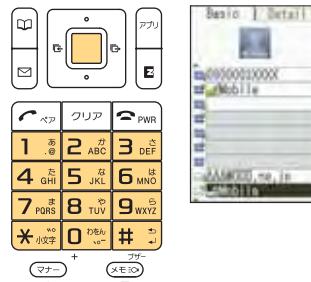 アプリ
Basic | Detail
ペア クリア PWR
1 あ .@ 2 か ABC 3 さ DEF
4 た GHI 5 な JKL 6 は MNO
7 ま PQRS 8 や TUV 9 ら WXYZ
* 小文字 0 わをん #
マナー + ブザー メモ
Mobile